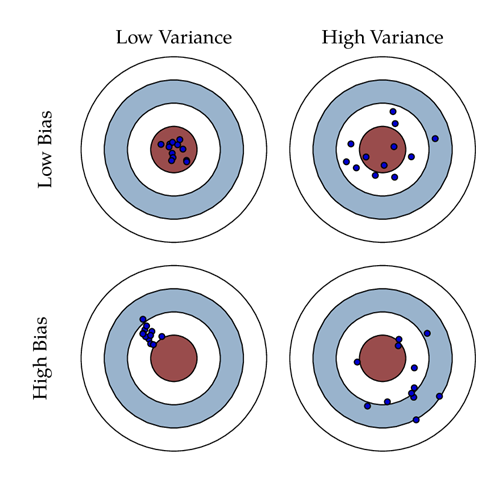 Low Variance
High Variance
Low Bias
High Bias